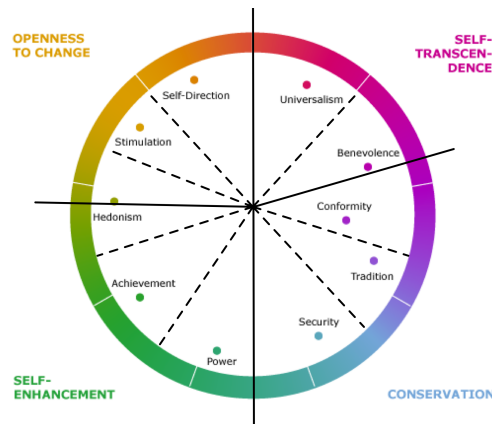 OPENNESS
TO CHANGE
SELF-
TRANSCEN-
DENCE
Self-Direction
Universalism
Stimulation
Benevolence
Hedonism
Conformity
Tradition
Achievement
Security
Power
SELF-
ENHANCEMENT
CONSERVATION